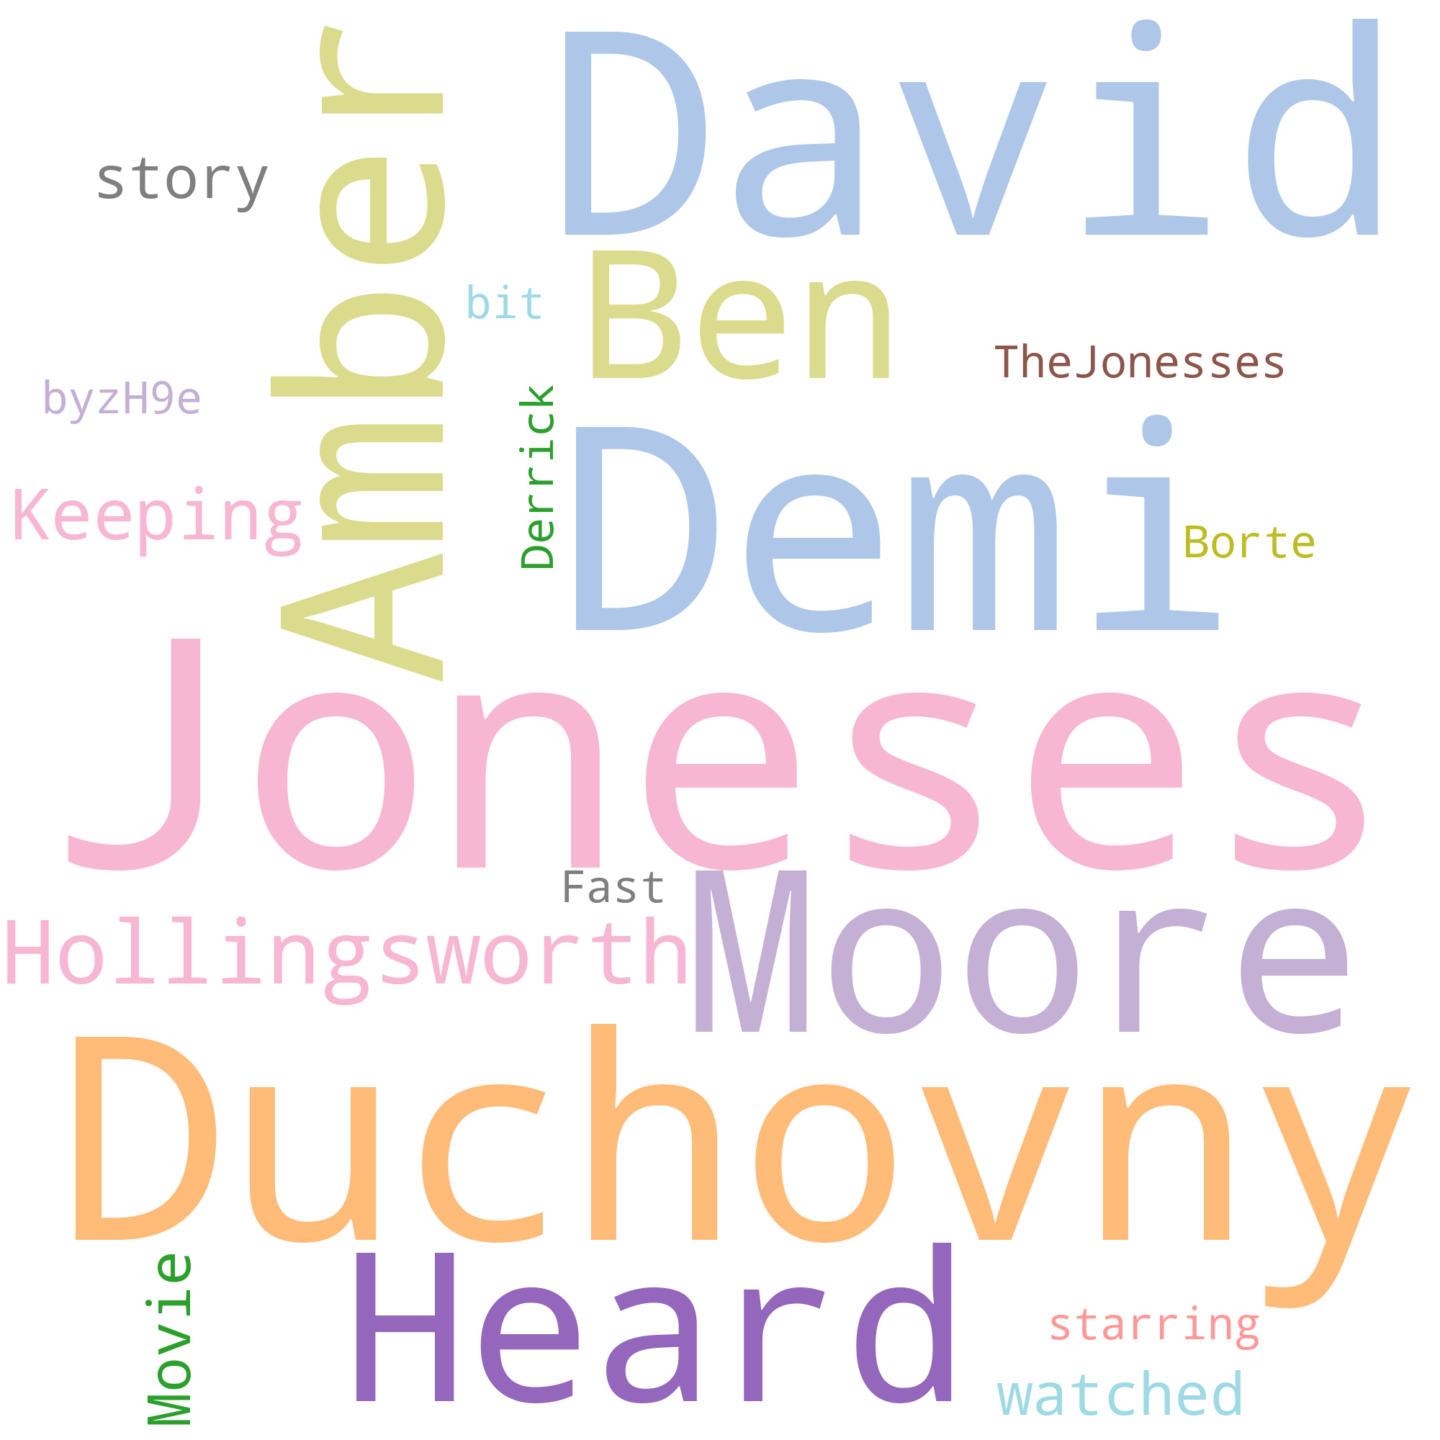 David
story
Amber
Ben
bit
TheJonesses
byzH9e
Derrick
Demi
Keeping
Borte
Joneses
Fast
Moore
Hollingsworth
Duchovny
Heard
Movie
starring
watched